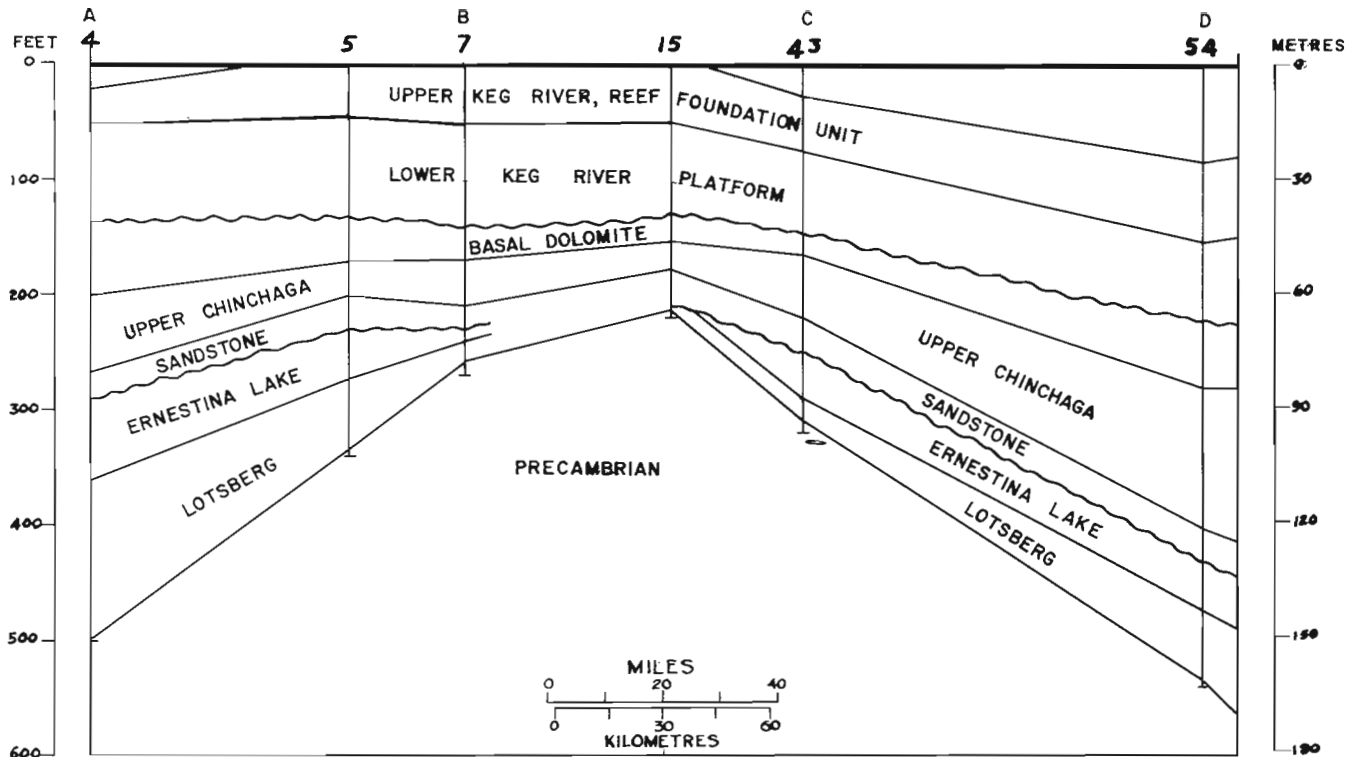 A B C D
FEET 4 5 7 15 43 54 METRES
0 0
UPPER KEG RIVER, REEF FOUNDATION UNIT
100 LOWER KEG RIVER PLATFORM 30
BASAL DOLOMITE
200 60
UPPER CHINCHAGA
SANDSTONE
ERNESTINA LAKE
UPPER CHINCHAGA
300 90
SANDSTONE
ERNESTINA LAKE
LOTSBERG
PRECAMBRIAN
LOTSBERG
400 120
500 150
MILES
0 20 40
0 30 60
KILOMETRES
600 180